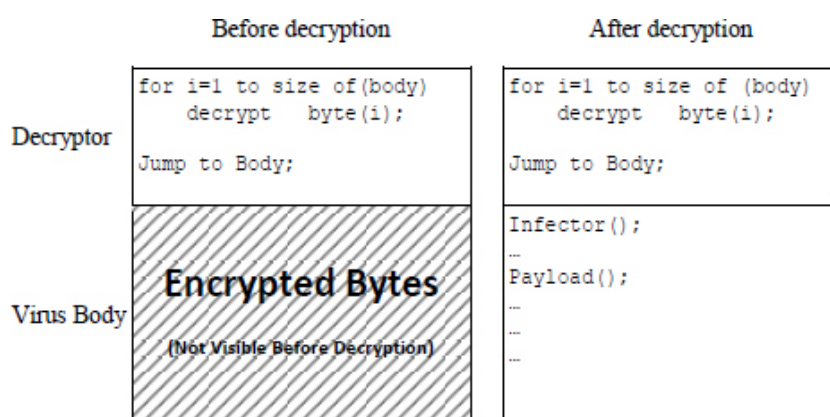 Before decryption
After decryption
Decryptor
for i=1 to size of(body)
decrypt byte(i);
Jump to Body;
for i=1 to size of (body)
decrypt byte(i);
Jump to Body;
Virus Body
Encrypted Bytes
(Not Visible Before Decryption)
Infector();
…
Payload();
…
…
…